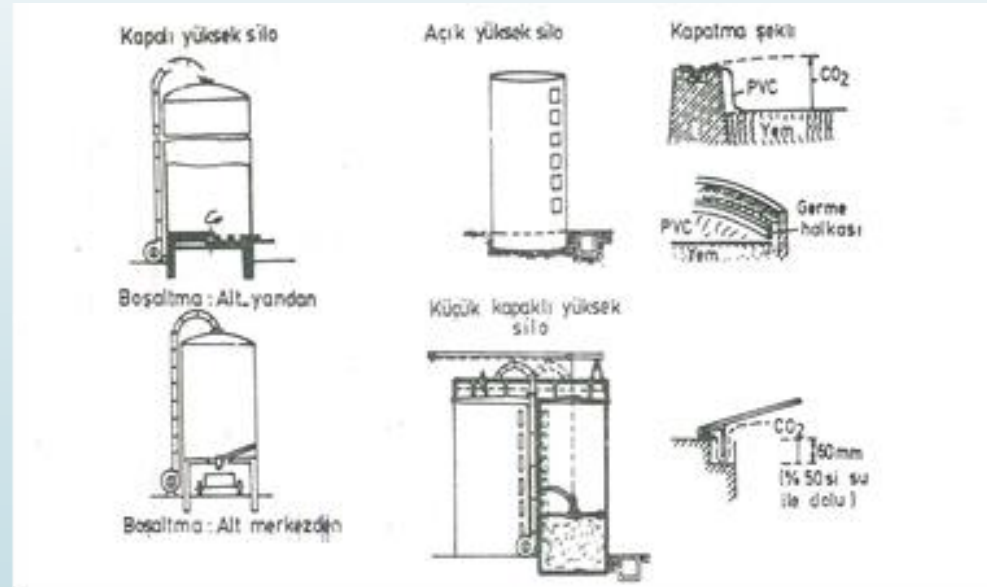 Kapalı yüksek silo
Açık yüksek silo
Kapatma şekli
CO₂
PVC
Yem
Germe
halkası
PVC
Yem
Boşaltma : Alt yandan
Küçük kapaklı yüksek
silo
CO₂
50mm
(% 50 si su
ile dolu )
Boşaltma : Alt merkezden